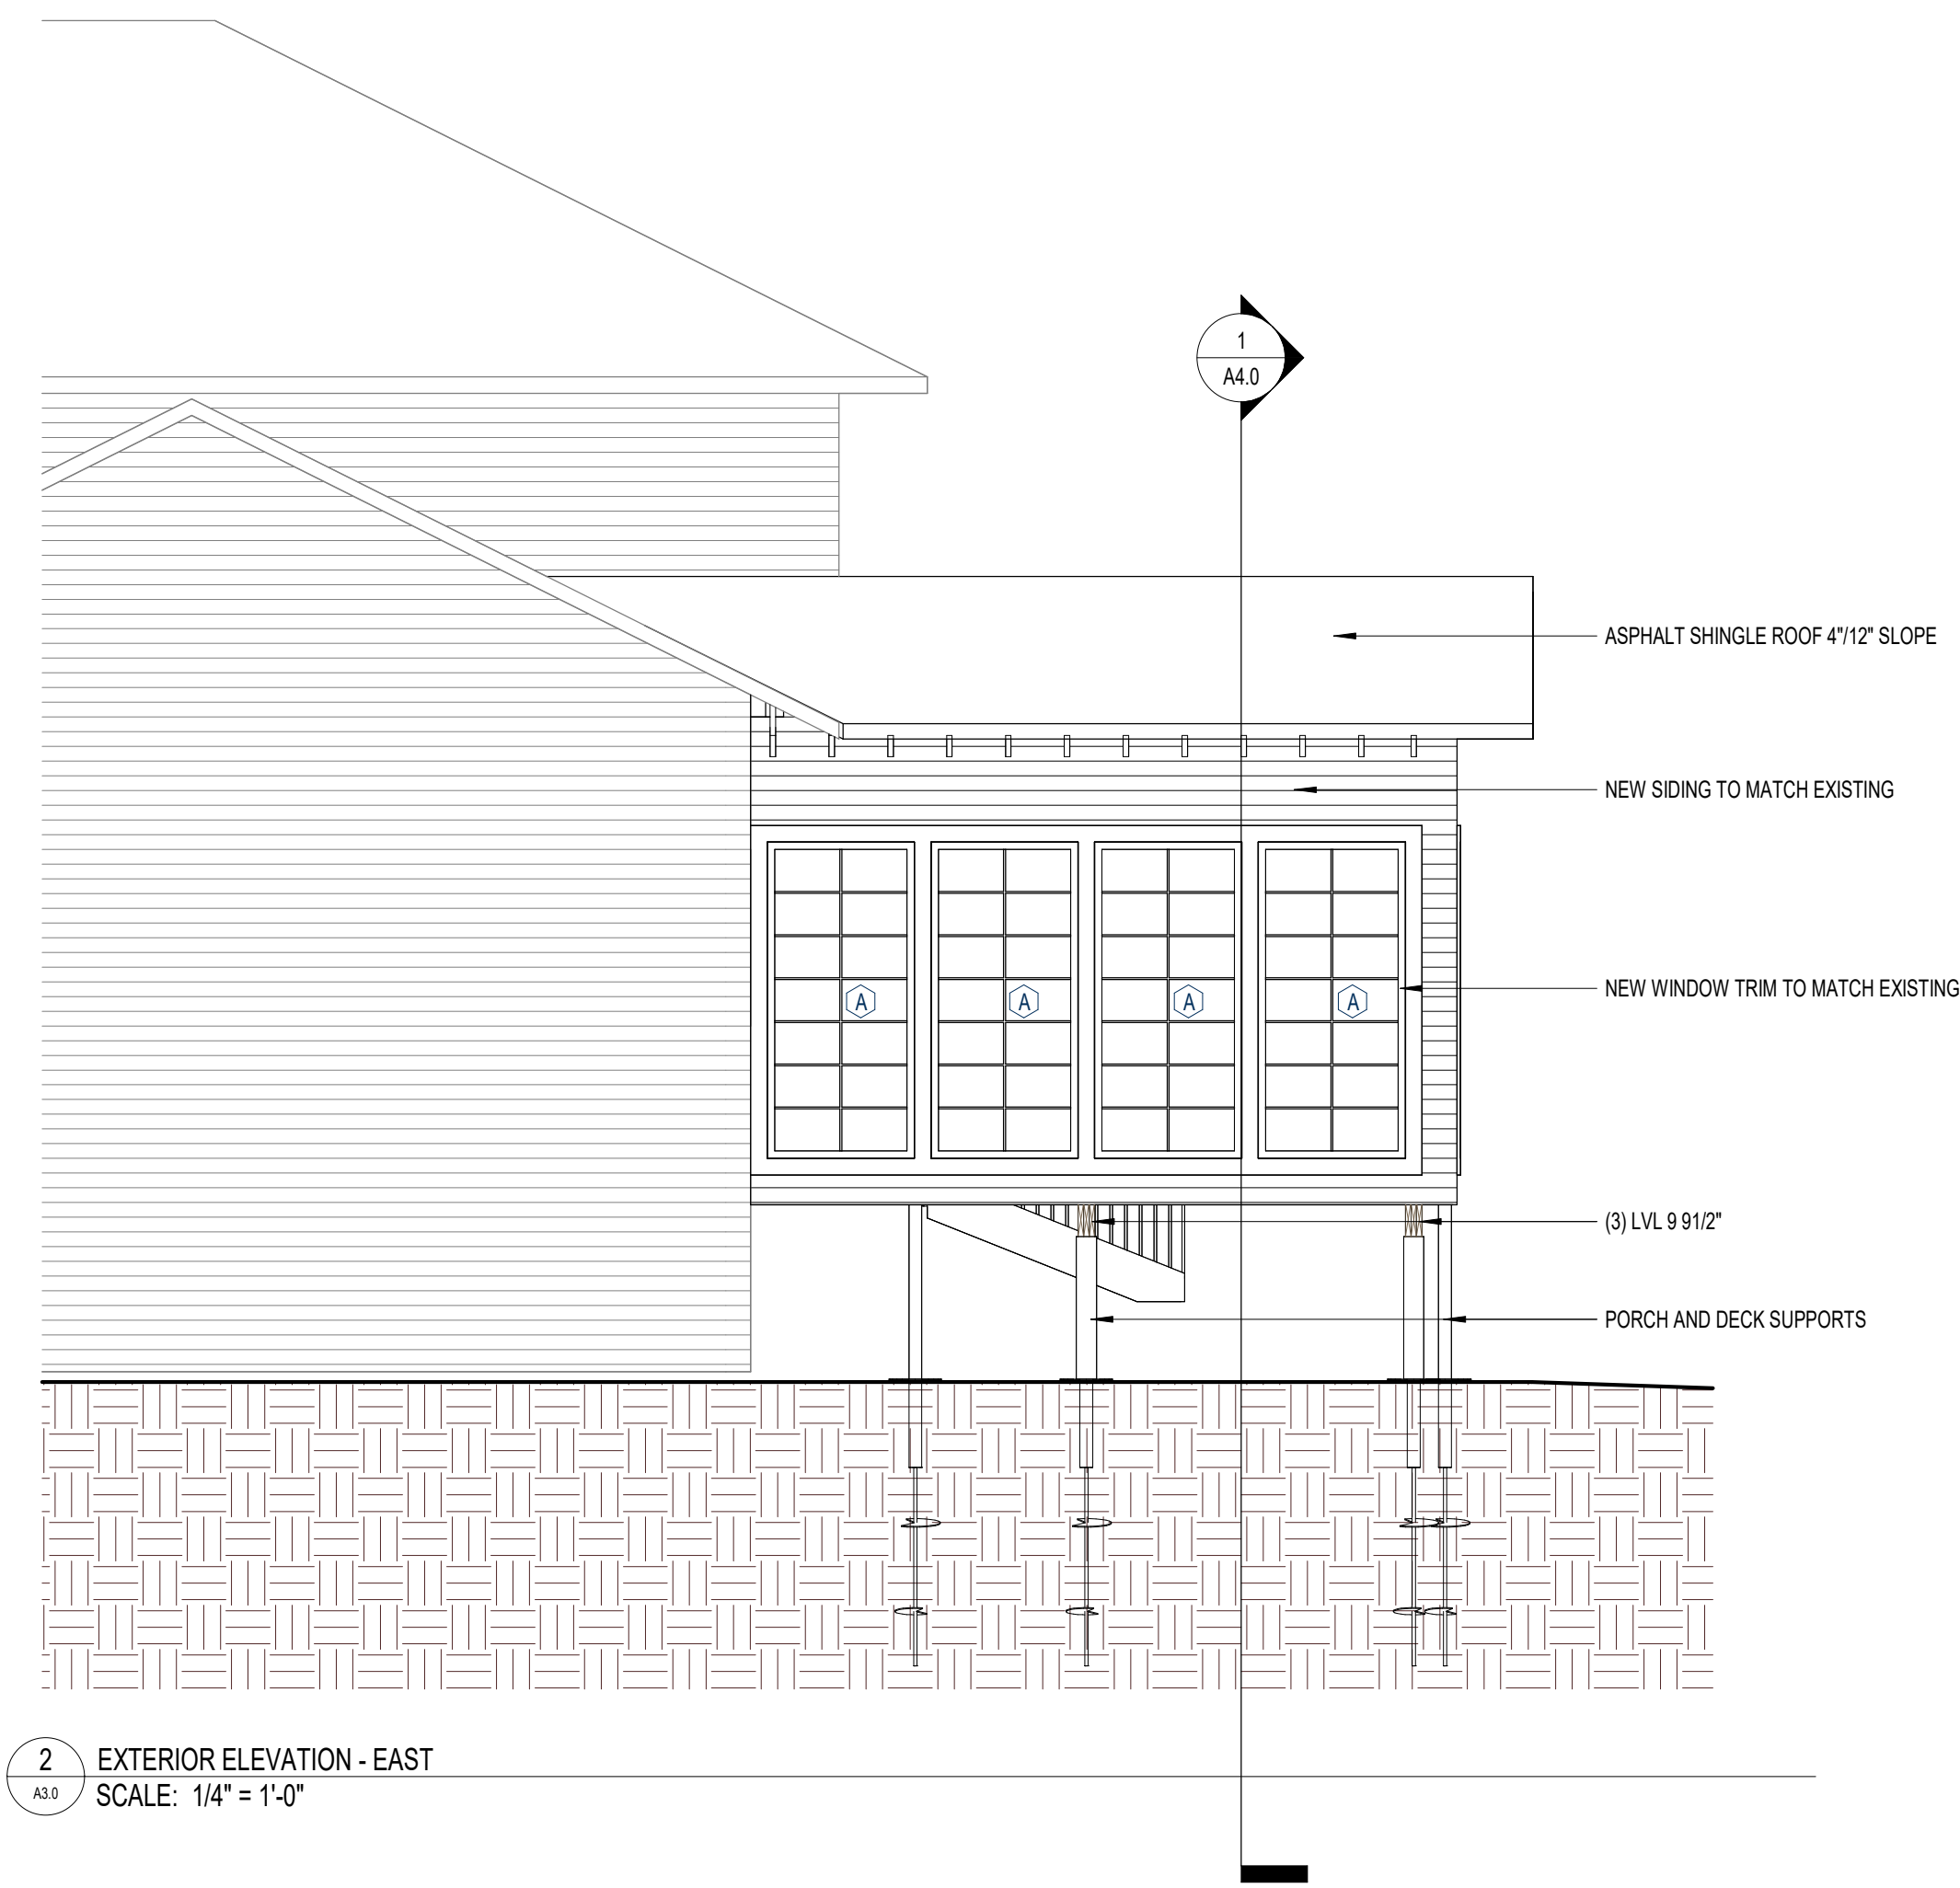 1
A4.0
ASPHALT SHINGLE ROOF 4"/12" SLOPE
NEW SIDING TO MATCH EXISTING
A A A A
NEW WINDOW TRIM TO MATCH EXISTING
(3) LVL 9 91/2"
PORCH AND DECK SUPPORTS
2
A3.0
EXTERIOR ELEVATION - EAST
SCALE: 1/4" = 1'-0"